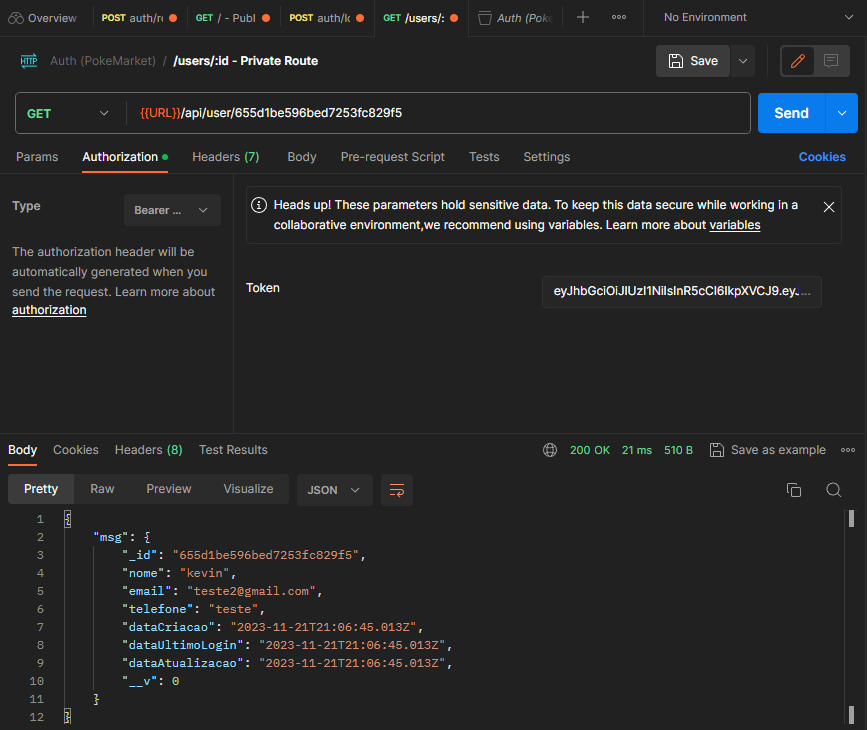 Overview POST auth/re GET / - Publ POST auth/lo GET /users/: Auth (Poke No Environment
HTTP Auth (PokeMarket) / /users/:id - Private Route Save
GET {{URL}}/api/user/655d1be596bed7253fc829f5 Send
Params Authorization Headers (7) Body Pre-request Script Tests Settings Cookies
Type Bearer ...
The authorization header will be
automatically generated when you
send the request. Learn more about
authorization
Heads up! These parameters hold sensitive data. To keep this data secure while working in a
collaborative environment,we recommend using variables. Learn more about variables
Token eyJhbGciOiJIUzI1NiIsInR5cCI6IkpXVCJ9.eyJ...
Body Cookies Headers (8) Test Results 200 OK 21 ms 510 B Save as example
Pretty Raw Preview Visualize JSON
1 {
2 "msg": {
3 "_id": "655d1be596bed7253fc829f5",
4 "nome": "kevin",
5 "email": "teste2@gmail.com",
6 "telefone": "teste",
7 "dataCriacao": "2023-11-21T21:06:45.013Z",
8 "dataUltimoLogin": "2023-11-21T21:06:45.013Z",
9 "dataAtualizacao": "2023-11-21T21:06:45.013Z",
10 "__v": 0
11 }
12 }